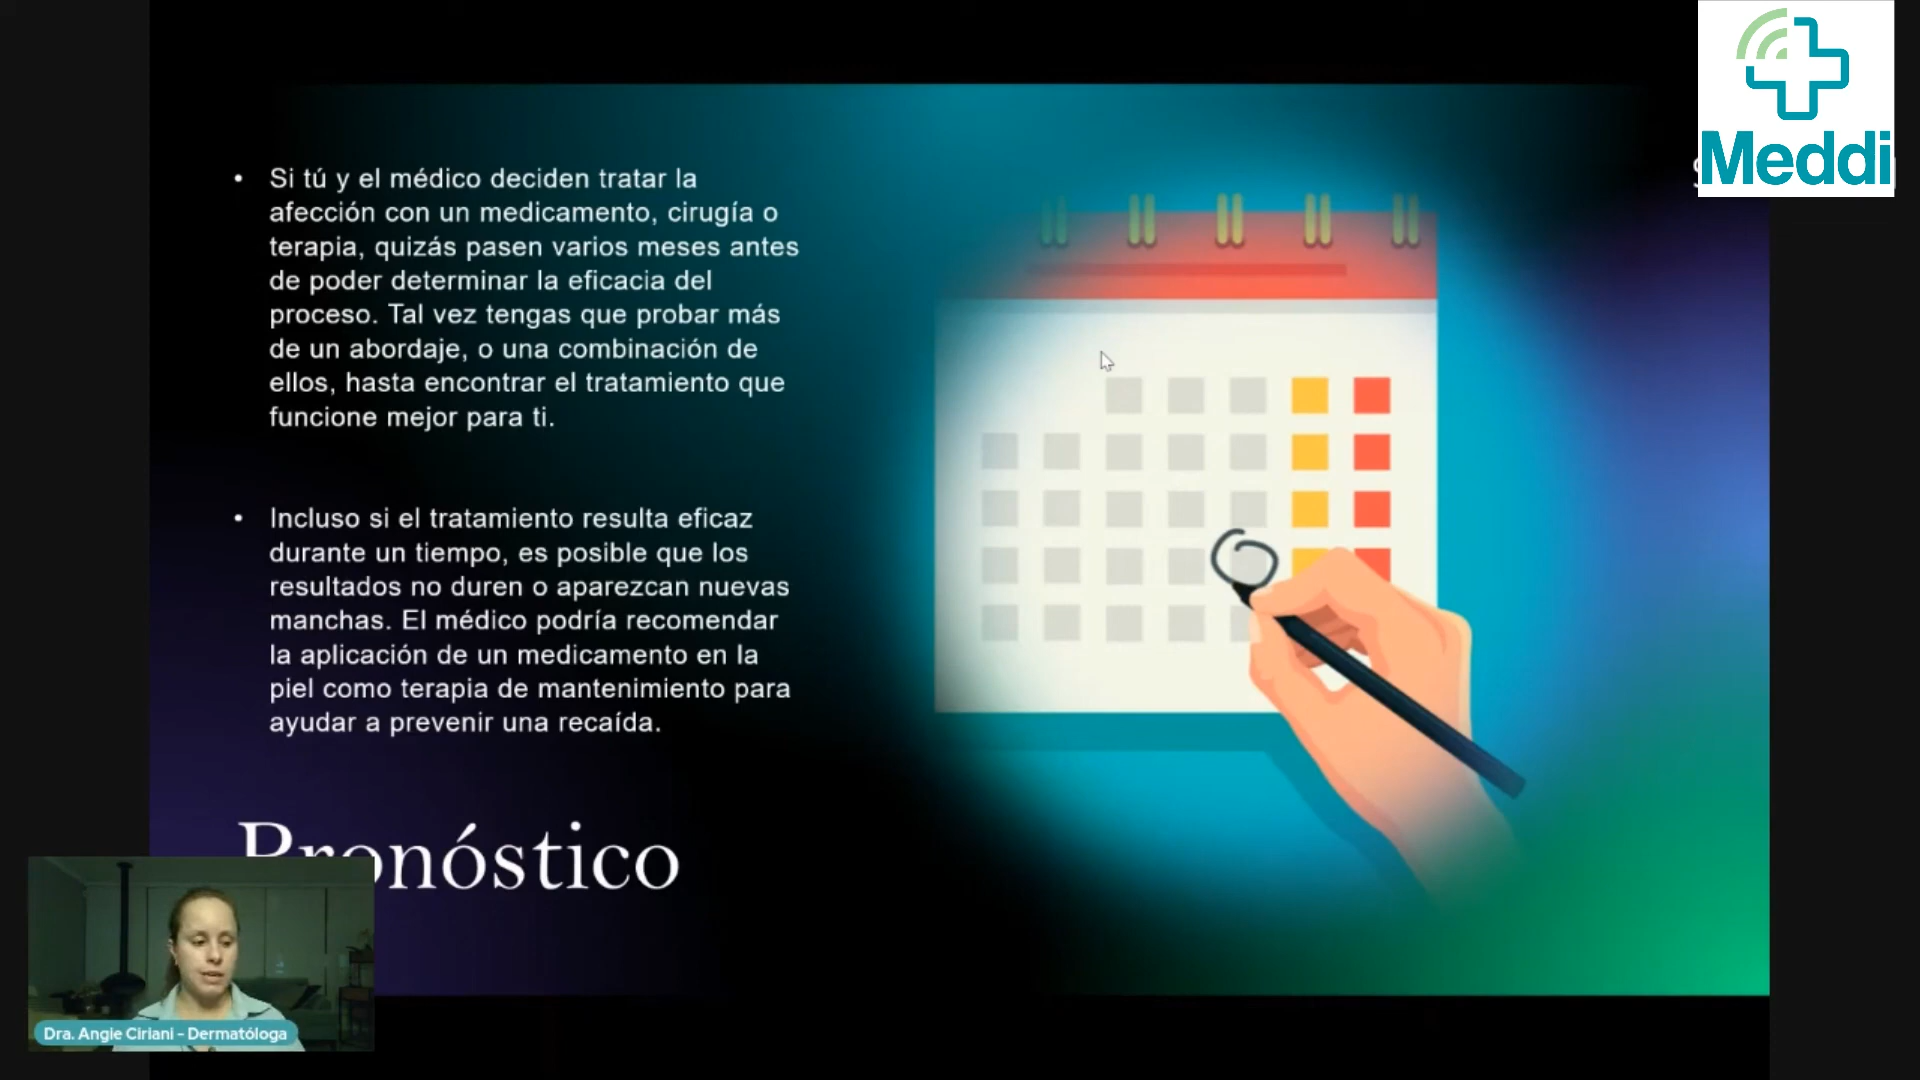 Meddi
• Si tú y el médico deciden tratar la
afección con un medicamento, cirugía o
terapia, quizás pasen varios meses antes
de poder determinar la eficacia del
proceso. Tal vez tengas que probar más
de un abordaje, o una combinación de
ellos, hasta encontrar el tratamiento que
funcione mejor para ti.
• Incluso si el tratamiento resulta eficaz
durante un tiempo, es posible que los
resultados no duren o aparezcan nuevas
manchas. El médico podría recomendar
la aplicación de un medicamento en la
piel como terapia de mantenimiento para
ayudar a prevenir una recaída.
Pronóstico
Dra. Angie Ciriani - Dermatóloga